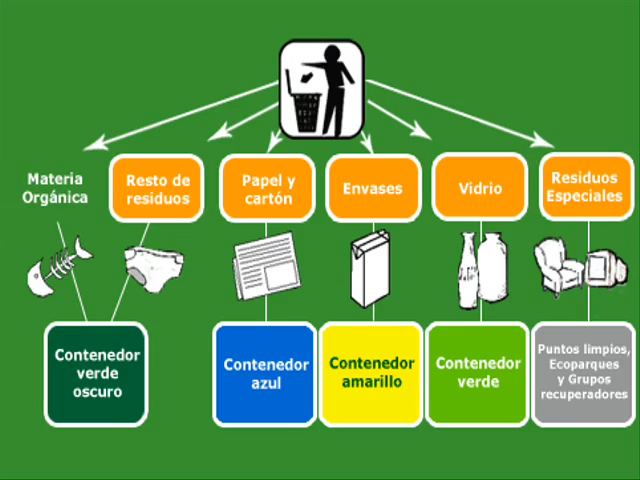 Materia
Orgánica
Resto de
residuos
Papel y
cartón
Envases
Vidrio
Residuos
Especiales
Contenedor
verde
oscuro
Contenedor
azul
Contenedor
amarillo
Contenedor
verde
Puntos limpios,
Ecoparques
y Grupos
recuperadores